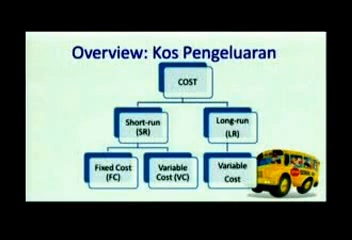 Overview: Kos Pengeluaran
COST
Short-run
(SR)
Long-run
(LR)
Fixed Cost
(FC)
Variable
Cost (VC)
Variable
Cost